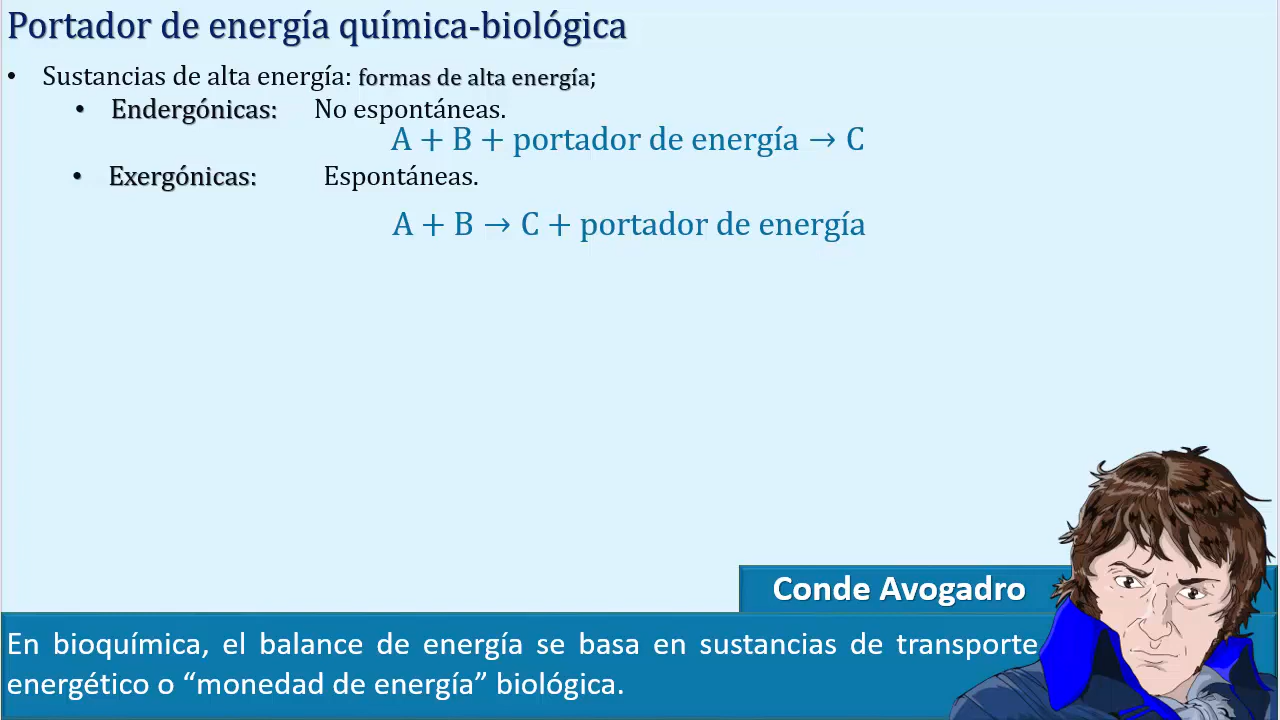 Portador de energía química-biológica
• Sustancias de alta energía: formas de alta energía;
• Endergónicas: No espontáneas.
A + B + portador de energía → C
• Exergónicas: Espontáneas.
A + B → C + portador de energía
Conde Avogadro
En bioquímica, el balance de energía se basa en sustancias de transporte
energético o “monedad de energía” biológica.